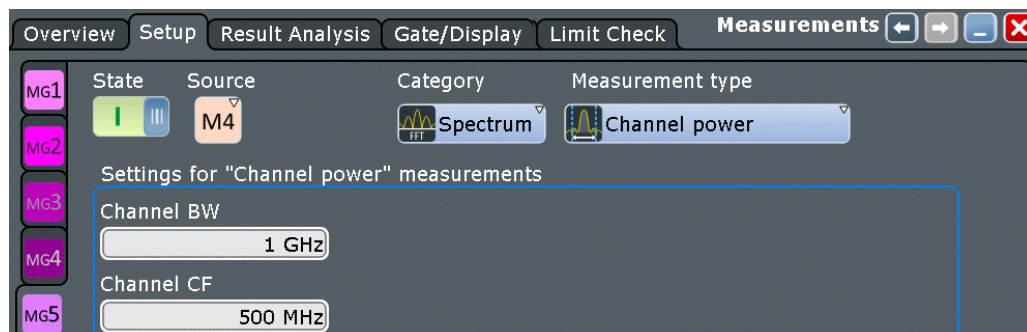 Overview Setup Result Analysis Gate/Display Limit Check Measurements
MG1 State Source Category Measurement type
I M4 FFT Spectrum Channel power
MG2
Settings for "Channel power" measurements
MG3
Channel BW
1 GHz
MG4
Channel CF
MG5
500 MHz